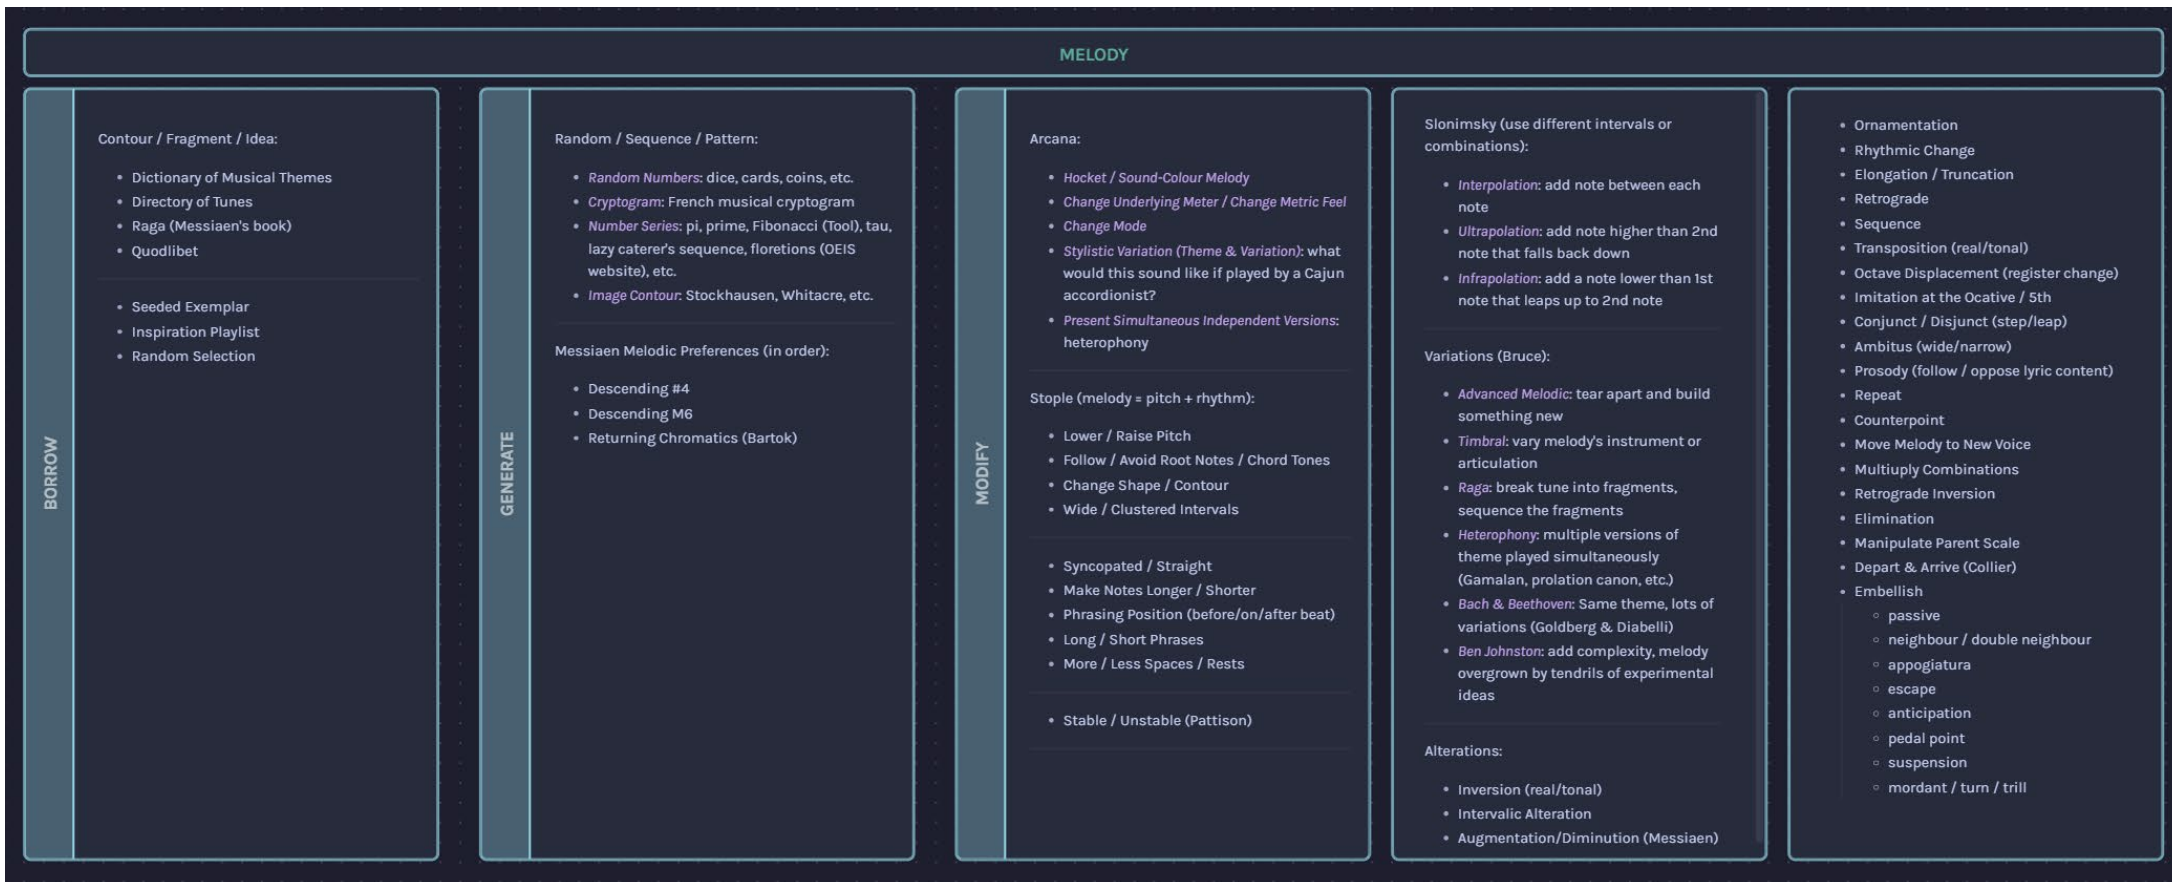 MELODY
BORROW
Contour / Fragment / Idea:
• Dictionary of Musical Themes
• Directory of Tunes
• Raga (Messiaen's book)
• Quodlibet
• Seeded Exemplar
• Inspiration Playlist
• Random Selection
GENERATE
Random / Sequence / Pattern:
• Random Numbers: dice, cards, coins, etc.
• Cryptogram: French musical cryptogram
• Number Series: pi, prime, Fibonacci (Tool), tau,
lazy caterer's sequence, floretions (OEIS
website), etc.
• Image Contour: Stockhausen, Whitacre, etc.
Messiaen Melodic Preferences (in order):
• Descending #4
• Descending M6
• Returning Chromatics (Bartok)
MODIFY
Arcana:
• Hocket / Sound-Colour Melody
• Change Underlying Meter / Change Metric Feel
• Change Mode
• Stylistic Variation (Theme & Variation): what
would this sound like if played by a Cajun
accordionist?
• Present Simultaneous Independent Versions:
heterophony
Stople (melody = pitch + rhythm):
• Lower / Raise Pitch
• Follow / Avoid Root Notes / Chord Tones
• Change Shape / Contour
• Wide / Clustered Intervals
• Syncopated / Straight
• Make Notes Longer / Shorter
• Phrasing Position (before/on/after beat)
• Long / Short Phrases
• More / Less Spaces / Rests
• Stable / Unstable (Pattison)
Slonimsky (use different intervals or
combinations):
• Interpolation: add note between each
note
• Ultrapolation: add note higher than 2nd
note that falls back down
• Infrapolation: add a note lower than 1st
note that leaps up to 2nd note
Variations (Bruce):
• Advanced Melodic: tear apart and build
something new
• Timbral: vary melody's instrument or
articulation
• Raga: break tune into fragments,
sequence the fragments
• Heterophony: multiple versions of
theme played simultaneously
(Gamalan, prolation canon, etc.)
• Bach & Beethoven: Same theme, lots of
variations (Goldberg & Diabelli)
• Ben Johnston: add complexity, melody
overgrown by tendrils of experimental
ideas
Alterations:
• Inversion (real/tonal)
• Intervalic Alteration
• Augmentation/Diminution (Messiaen)
• Ornamentation
• Rhythmic Change
• Elongation / Truncation
• Retrograde
• Sequence
• Transposition (real/tonal)
• Octave Displacement (register change)
• Imitation at the Ocative / 5th
• Conjunct / Disjunct (step/leap)
• Ambitus (wide/narrow)
• Prosody (follow / oppose lyric content)
• Repeat
• Counterpoint
• Move Melody to New Voice
• Multiuply Combinations
• Retrograde Inversion
• Elimination
• Manipulate Parent Scale
• Depart & Arrive (Collier)
• Embellish
◦ passive
◦ neighbour / double neighbour
◦ appogiatura
◦ escape
◦ anticipation
◦ pedal point
◦ suspension
◦ mordant / turn / trill